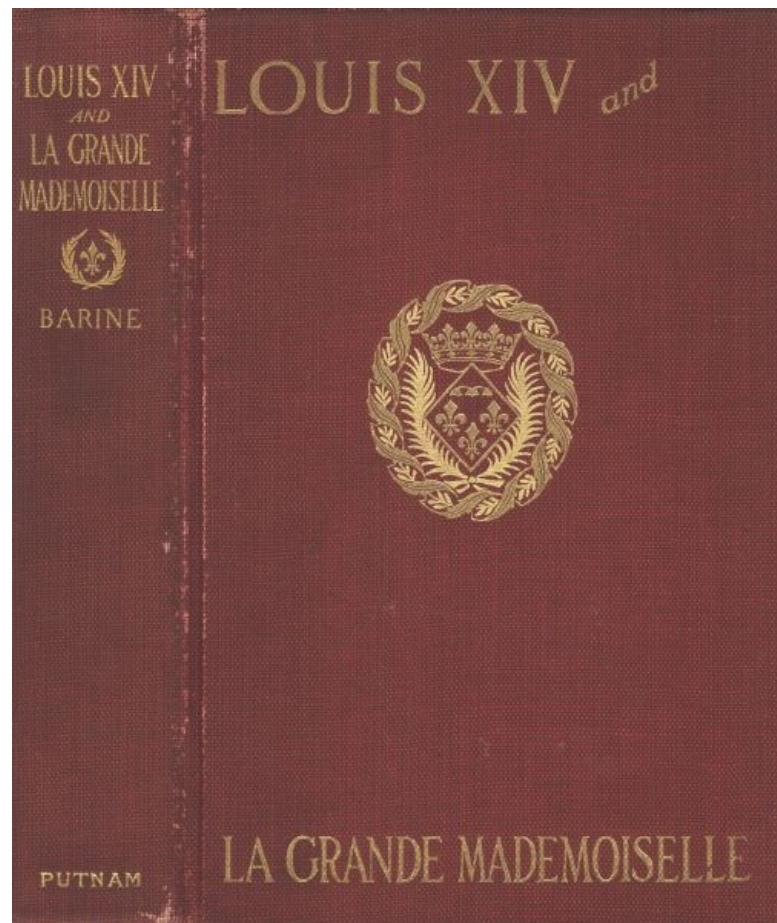 LOUIS XIV
AND
LA GRANDE
MADEMOISELLE
BARINE
PUTNAM
LOUIS XIV and
LA GRANDE MADEMOISELLE